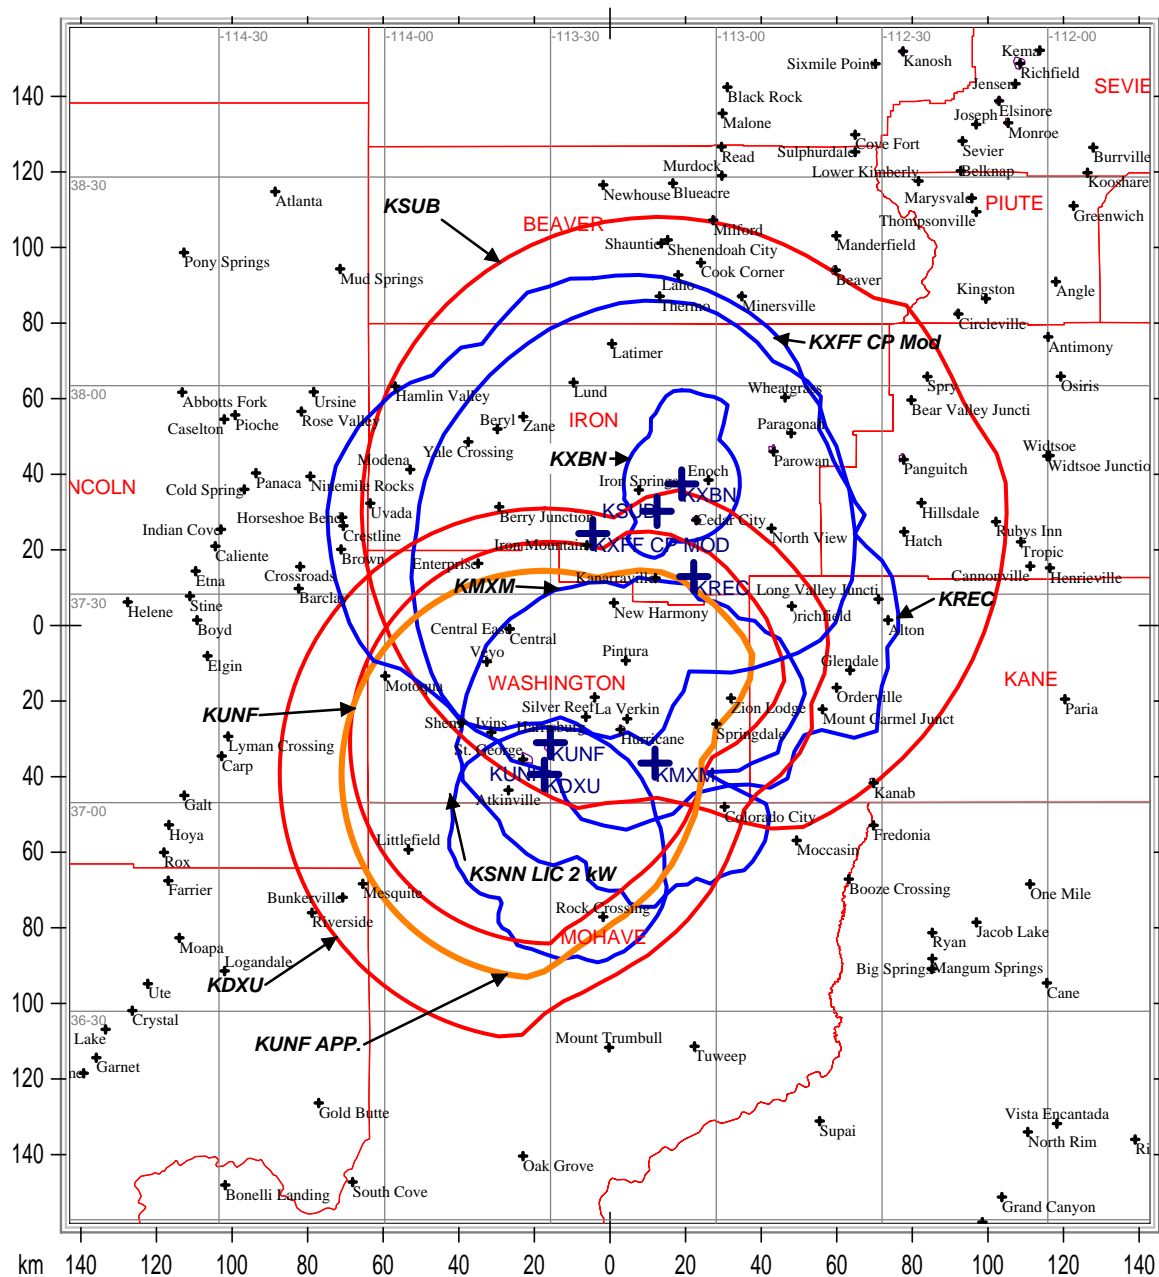 -114-30
-114-00
-113-30
-113-00
-112-30
-112-00
Kema
Sixmile Point
Kanosh
Richfield
Jensen
SEVIE
Black Rock
Elsinore
140
Malone
Joseph
Monroe
Cove Fort
Sevier
120
Read
Sulphurdale
Burrville
Murdock
Lower Kimberly
Belknap
38-30
Newhouse
Blueacre
Kooshare
Atlanta
Marysvale
PIUTE
KSUB
BEAVER
Milford
Thompsonville
Greenwich
100
Shauntie
Shenendoah City
Manderfield
Pony Springs
Mud Springs
Cook Corner
Beaver
Laho
Kingston
Angle
Thermo
Minersville
80
Circleville
KXFF CP Mod
Antimony
Latimer
38-00
Hamlin Valley
Lund
Wheatgrass
Spry
Osiris
60
Abbotts Fork
Ursine
Bear Valley Juncti
Pioche
Rose Valley
Beryl
Zane
IRON
Paragonah
Caselton
Yale Crossing
Widtsoe
KXBN
Modena
Parowan
Panguitch
Widtsoe Junctio
40
Panaca
Ninemile Rocks
Iron Springs
Enoch
NCOLN
Cold Spring
KXBN
Uvada
Berry Junction
KSUB
Hillsdale
Horseshoe Bend
Cedar City
Indian Cove
Crestline
North View
Rubys Inn
20
Caliente
Brown
Iron Mountain
KXFF CP MOD
Hatch
Tropic
Enterprise
Etna
Crossroads
KMXM
Kanarraville
KREC
Cannonville
Henrieville
37-30
Helene
Stine
Barcla
New Harmony
Long Valley Juncti
KREC
0
Boyd
Central East
Central
)richfield
Alton
Elgin
Veyo
Pintura
Glendale
Motoqua
WASHINGTON
Orderville
KANE
20
KUNF
Silver Reef
La Verkin
Zion Lodge
Mount Carmel Junct
Paria
Shem
Ivins
Harrisburg
Hurricane
Springdale
Lyman Crossing
St. George
KUNF
Carp
KUN
KDXU
KMXM
40
Galt
Atkinville
Kanab
37-00
Colorado City
Hoya
Fredonia
Littlefield
Moccasin
60
Rox
KSNN LIC 2 kW
Farrier
Mesquite
Booze Crossing
One Mile
Bunkerville
Riverside
Rock Crossing
80
Moapa
MOHAVE
Ryan
Jacob Lake
Logandale
Big Springs
Mangum Springs
KDXU
Ute
Cane
100
Crystal
36-30
Lake
KUNF APP.
Mount Trumbull
Tuweep
Garnet
120
Gold Butte
Supai
Vista Encantada
North Rim
Ri
140
Oak Grove
Bonelli Landing
South Cove
Grand Canyon
km 140 120 100 80 60 40 20 0 20 40 60 80 100 120 140